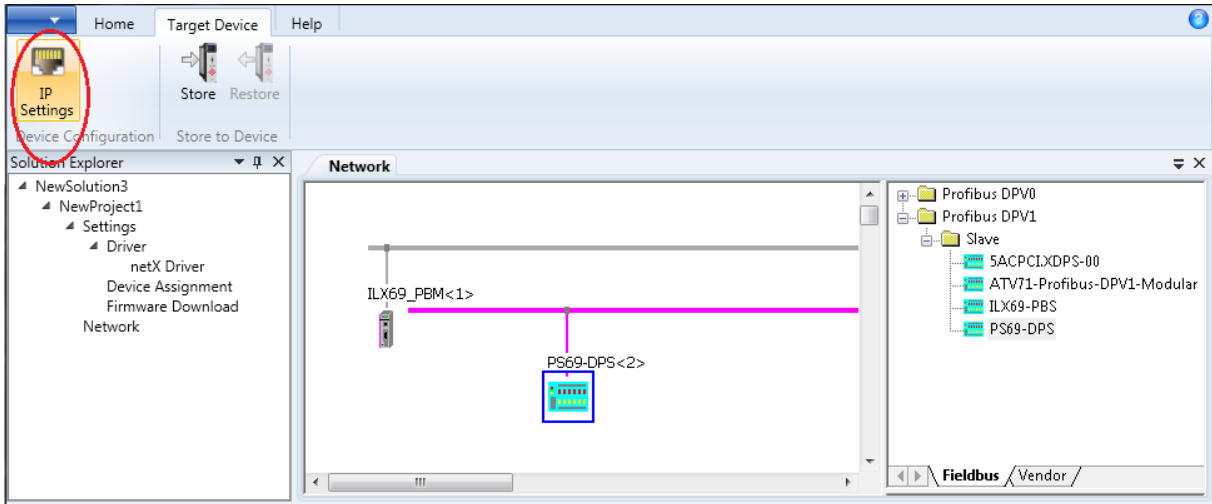 Home Target Device Help
IP
Settings
Store Restore
Device Configuration Store to Device
Solution Explorer
NewSolution3
NewProject1
Settings
Driver
netX Driver
Device Assignment
Firmware Download
Network
Network
ILX69_PBM<1>
PS69-DPS<2>
Profibus DPV0
Profibus DPV1
Slave
5ACPCI.XDPS-00
ATV71-Profibus-DPV1-Modular
ILX69-PBS
PS69-DPS
Fieldbus Vendor